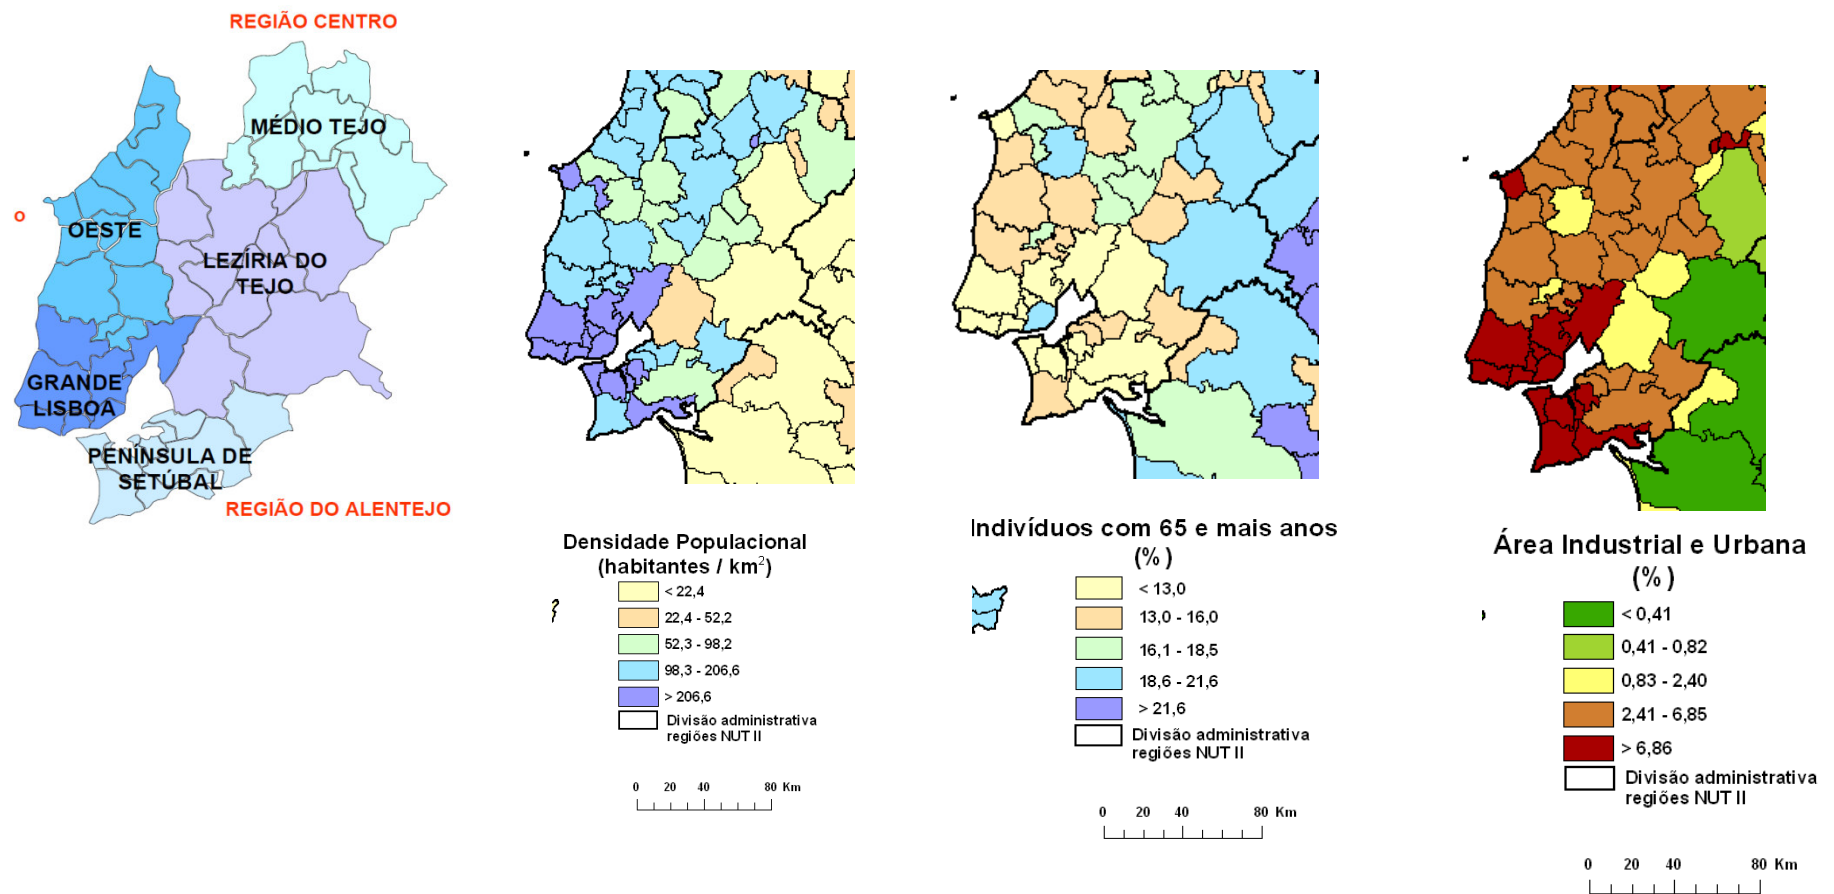 REGIÃO CENTRO
MÉDIO TEJO
OESTE
LEZÍRIA DO
TEJO
GRANDE
LISBOA
PENÍNSULA DE
SETÚBAL
REGIÃO DO ALENTEJO
Densidade Populacional
(habitantes / km²)
< 22,4
22,4 - 52,2
52,3 - 98,2
98,3 - 206,6
> 206,6
Divisão administrativa
regiões NUT II
0 20 40 80 Km
Indivíduos com 65 e mais anos
(%)
< 13,0
13,0 - 16,0
16,1 - 18,5
18,6 - 21,6
> 21,6
Divisão administrativa
regiões NUT II
0 20 40 80 Km
Área Industrial e Urbana
(%)
< 0,41
0,41 - 0,82
0,83 - 2,40
2,41 - 6,85
> 6,86
Divisão administrativa
regiões NUT II
0 20 40 80 Km